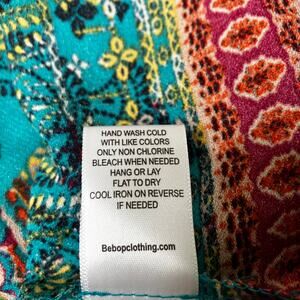 HAND WASH COLD
WITH LIKE COLORS
ONLY NON CHLORINE
BLEACH WHEN NEEDED
HANG OR LAY
FLAT TO DRY
COOL IRON ON REVERSE
IF NEEDED
Bebopclothing.com